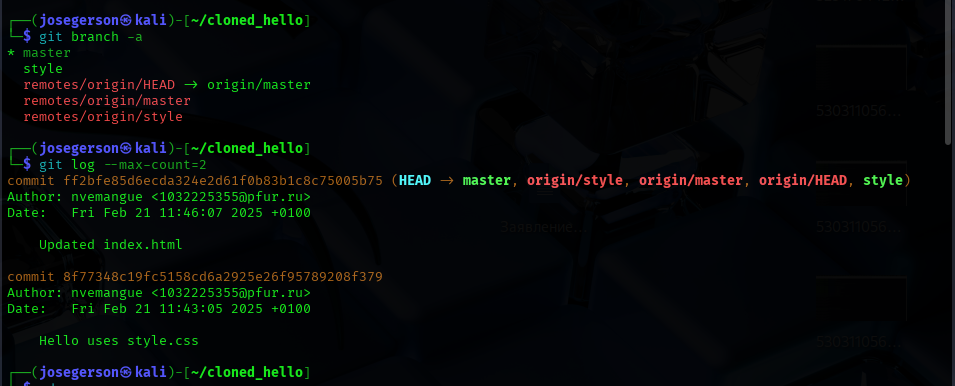 ┌──(josegerson㉿kali)-[~/cloned_hello]
└─$ git branch -a
* master
  style
  remotes/origin/HEAD -> origin/master
  remotes/origin/master
  remotes/origin/style
┌──(josegerson㉿kali)-[~/cloned_hello]
└─$ git log --max-count=2
commit ff2bfe85d6ecda324e2d61f0b83b1c8c75005b75 (HEAD -> master, origin/style, origin/master, origin/HEAD, style)
Author: nvemangue <1032225355@pfur.ru>
Date:   Fri Feb 21 11:46:07 2025 +0100
    Updated index.html
commit 8f77348c19fc5158cd6a2925e26f95789208f379
Author: nvemangue <1032225355@pfur.ru>
Date:   Fri Feb 21 11:43:05 2025 +0100
    Hello uses style.css
┌──(josegerson㉿kali)-[~/cloned_hello]
530311056...
Заявление...
530311056...
530311056...